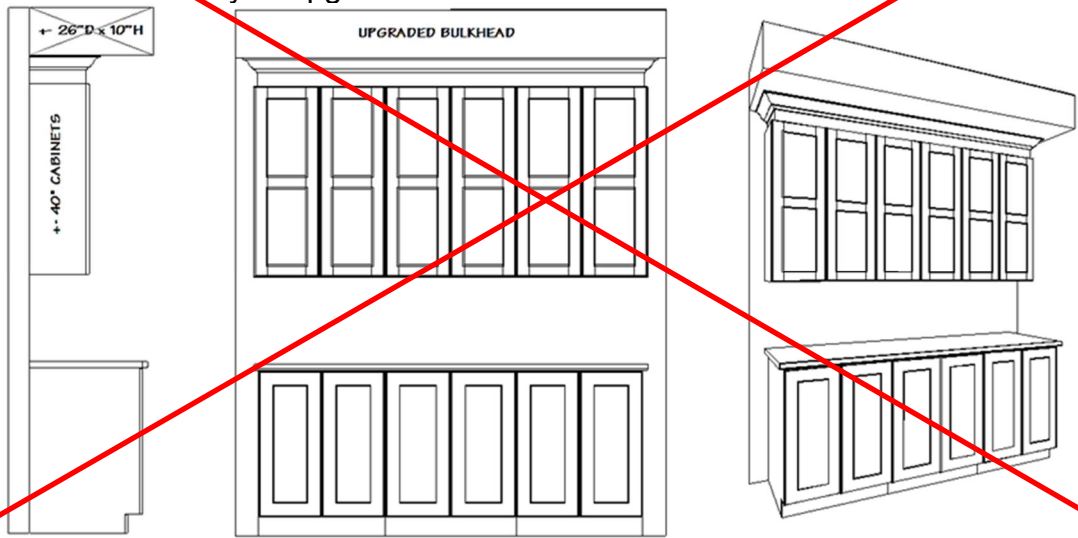 +- 26"D x 10"H
UPGRADED BULKHEAD
+- 40" CABINETS